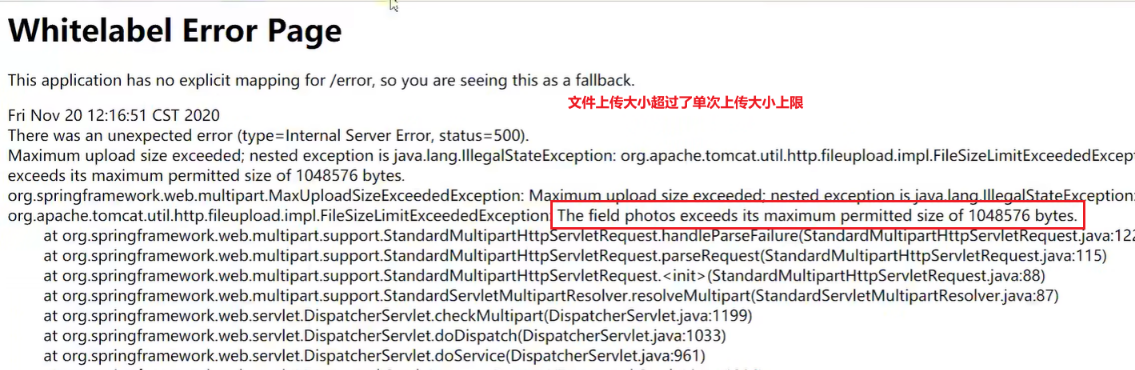 Whitelabel Error Page
This application has no explicit mapping for /error, so you are seeing this as a fallback.
文件上传大小超过了单次上传大小上限
Fri Nov 20 12:16:51 CST 2020
There was an unexpected error (type=Internal Server Error, status=500).
Maximum upload size exceeded; nested exception is java.lang.IllegalStateException: org.apache.tomcat.util.http.fileupload.impl.FileSizeLimitExceededExcept
exceeds its maximum permitted size of 1048576 bytes.
org.springframework.web.multipart.MaxUploadSizeExceededException: Maximum upload size exceeded; nested exception is java.lang.IllegalStateException:
org.apache.tomcat.util.http.fileupload.impl.FileSizeLimitExceededException The field photos exceeds its maximum permitted size of 1048576 bytes.
at org.springframework.web.multipart.support.StandardMultipartHttpServletRequest.handleParseFailure(StandardMultipartHttpServletRequest.java:122
at org.springframework.web.multipart.support.StandardMultipartHttpServletRequest.parseRequest(StandardMultipartHttpServletRequest.java:115)
at org.springframework.web.multipart.support.StandardMultipartHttpServletRequest.<init>(StandardMultipartHttpServletRequest.java:88)
at org.springframework.web.multipart.support.StandardServletMultipartResolver.resolveMultipart(StandardServletMultipartResolver.java:87)
at org.springframework.web.servlet.DispatcherServlet.checkMultipart(DispatcherServlet.java:1199)
at org.springframework.web.servlet.DispatcherServlet.doDispatch(DispatcherServlet.java:1033)
at org.springframework.web.servlet.DispatcherServlet.doService(DispatcherServlet.java:961)